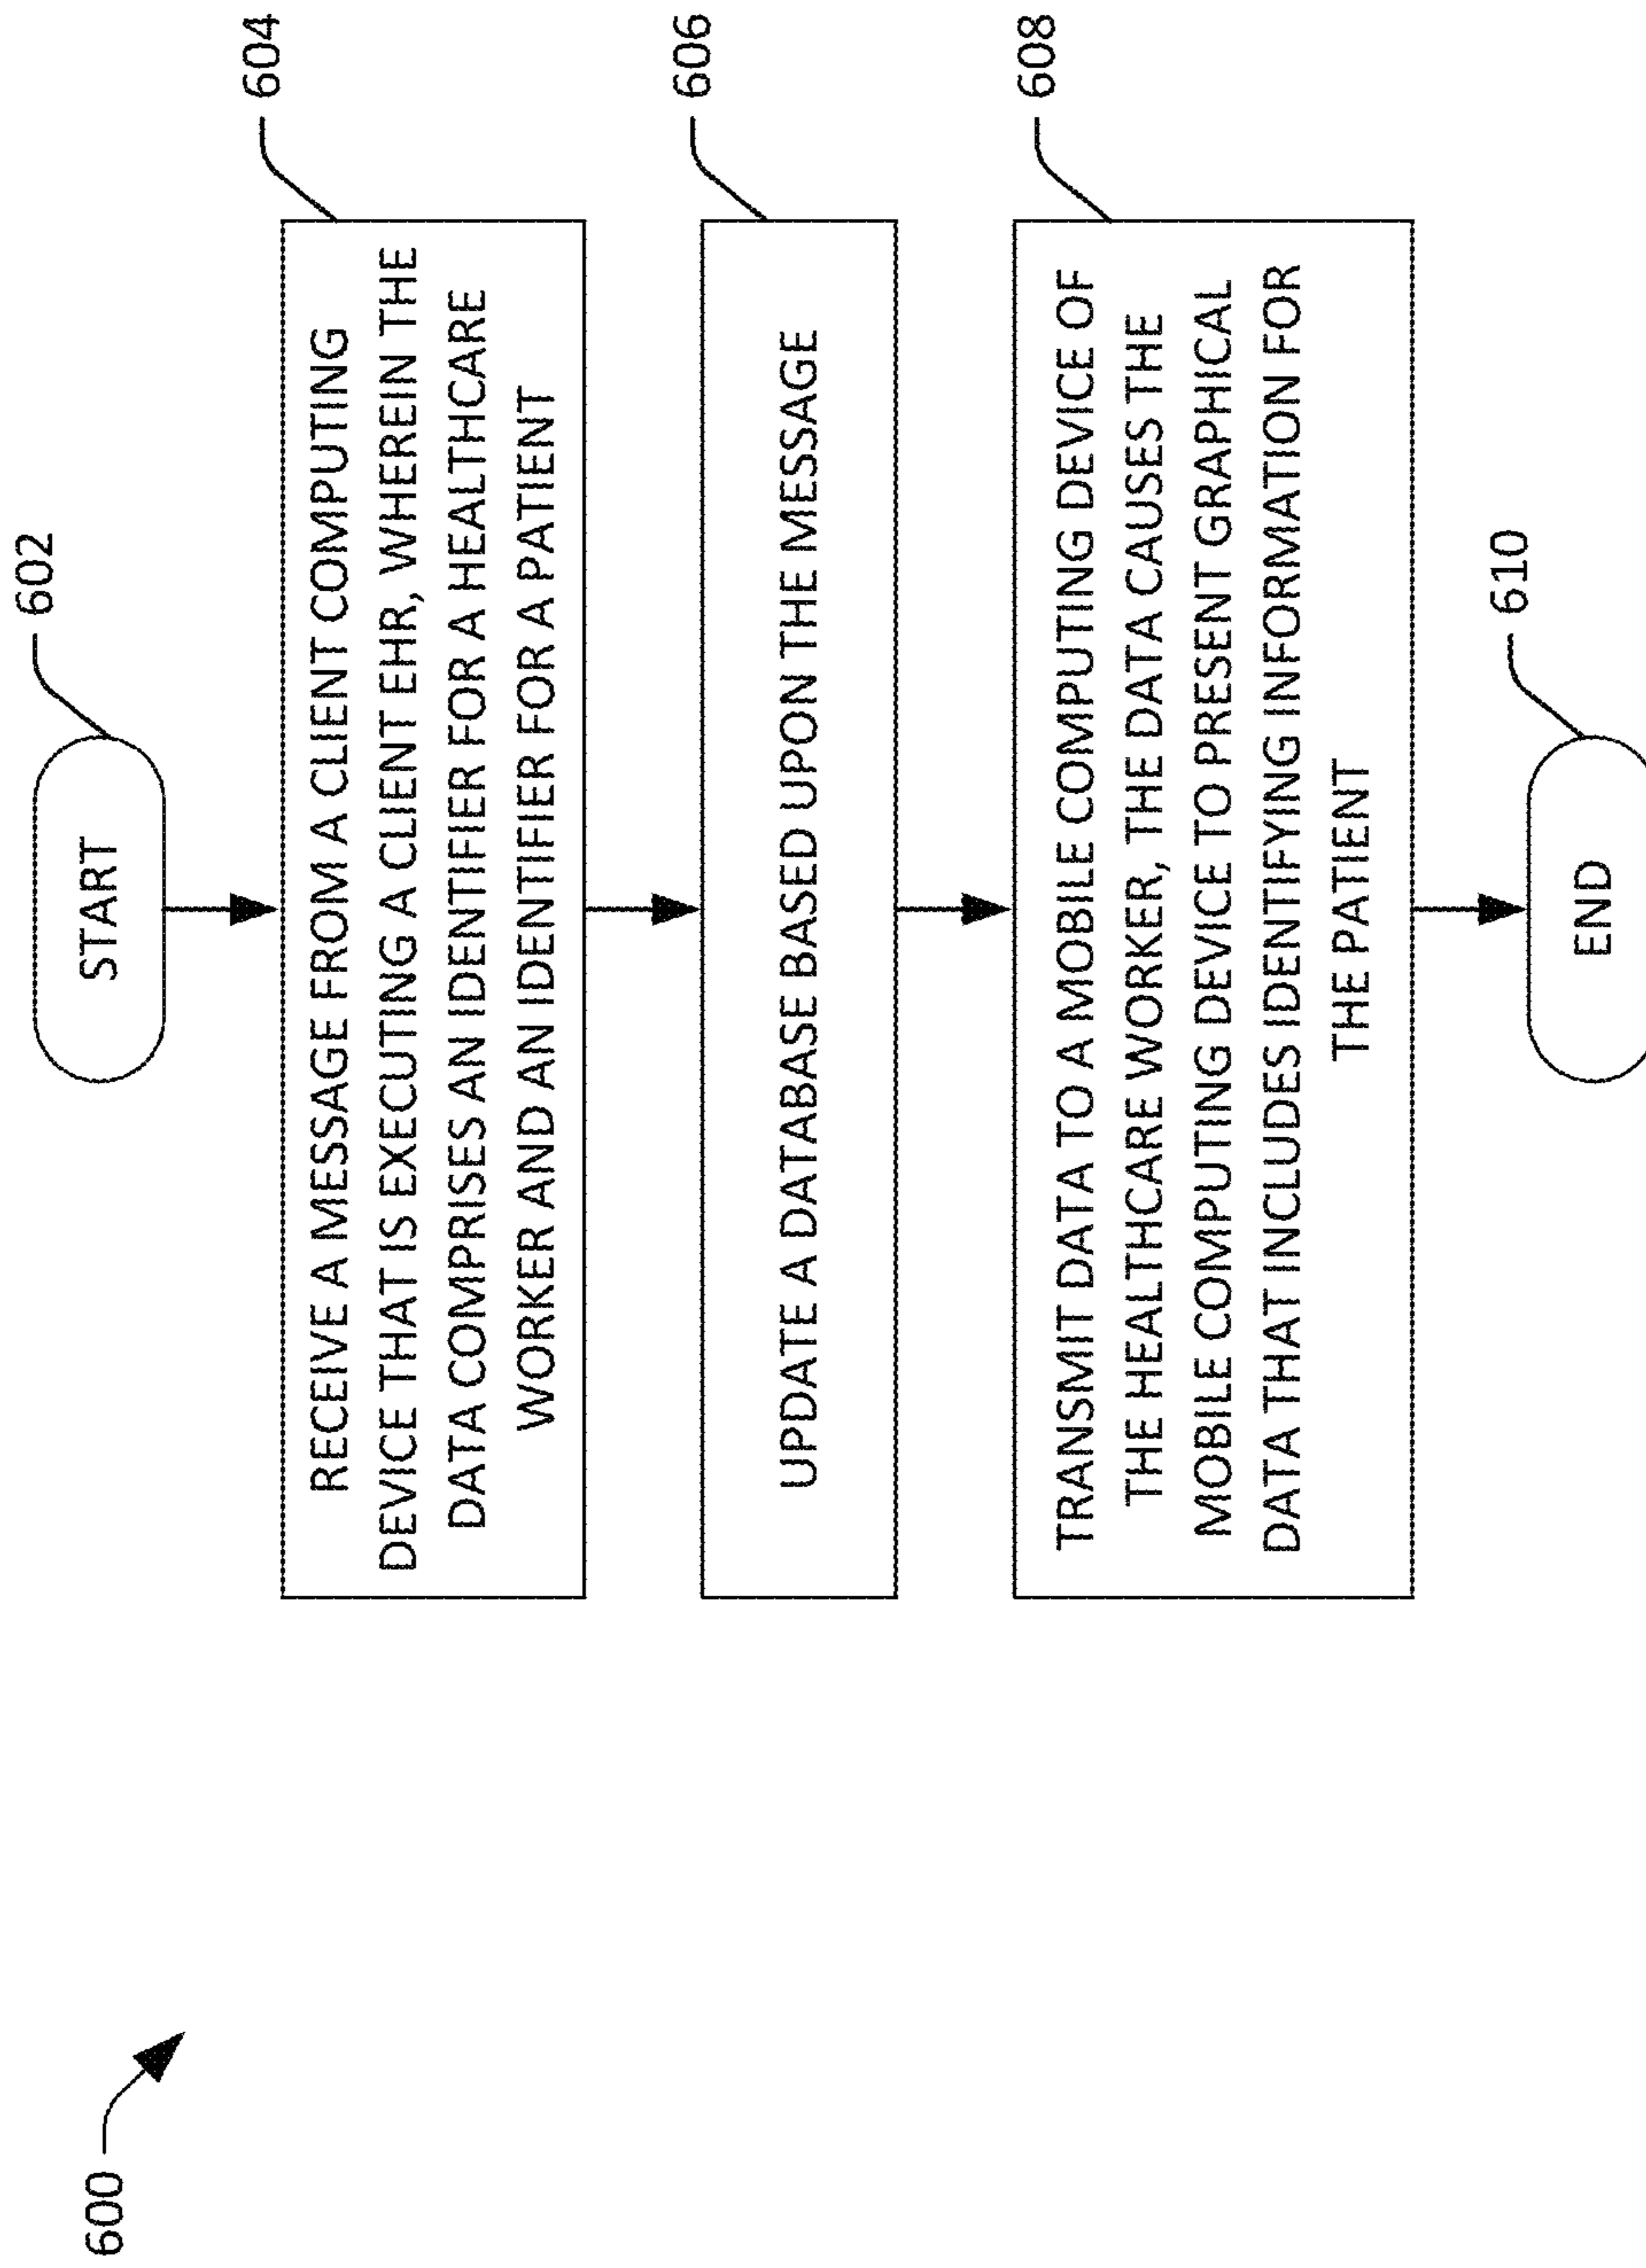 600
START
602
RECEIVE A MESSAGE FROM A CLIENT COMPUTING
DEVICE THAT IS EXECUTING A CLIENT EHR, WHEREIN THE
DATA COMPRISES AN IDENTIFIER FOR A HEALTHCARE
WORKER AND AN IDENTIFIER FOR A PATIENT
604
UPDATE A DATABASE BASED UPON THE MESSAGE
606
TRANSMIT DATA TO A MOBILE COMPUTING DEVICE OF
THE HEALTHCARE WORKER, THE DATA CAUSES THE
MOBILE COMPUTING DEVICE TO PRESENT GRAPHICAL
DATA THAT INCLUDES IDENTIFYING INFORMATION FOR
THE PATIENT
608
END
610